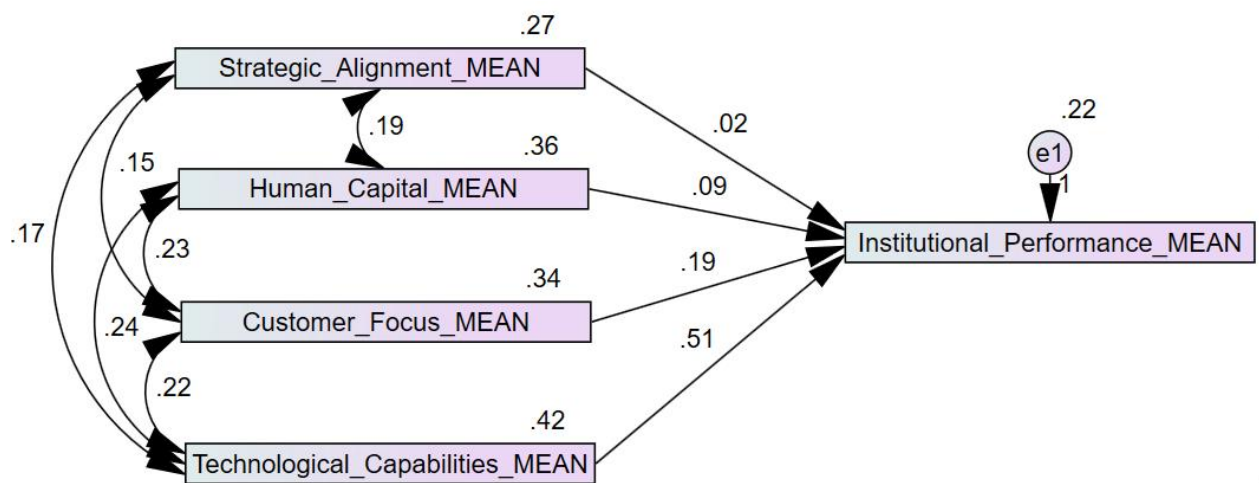 .27
Strategic_Alignment_MEAN
.19
.02
.22
e1
1
.15
.36
Human_Capital_MEAN
.09
Institutional_Performance_MEAN
.17
.23
.19
.34
Customer_Focus_MEAN
.24
.51
.22
.42
Technological_Capabilities_MEAN